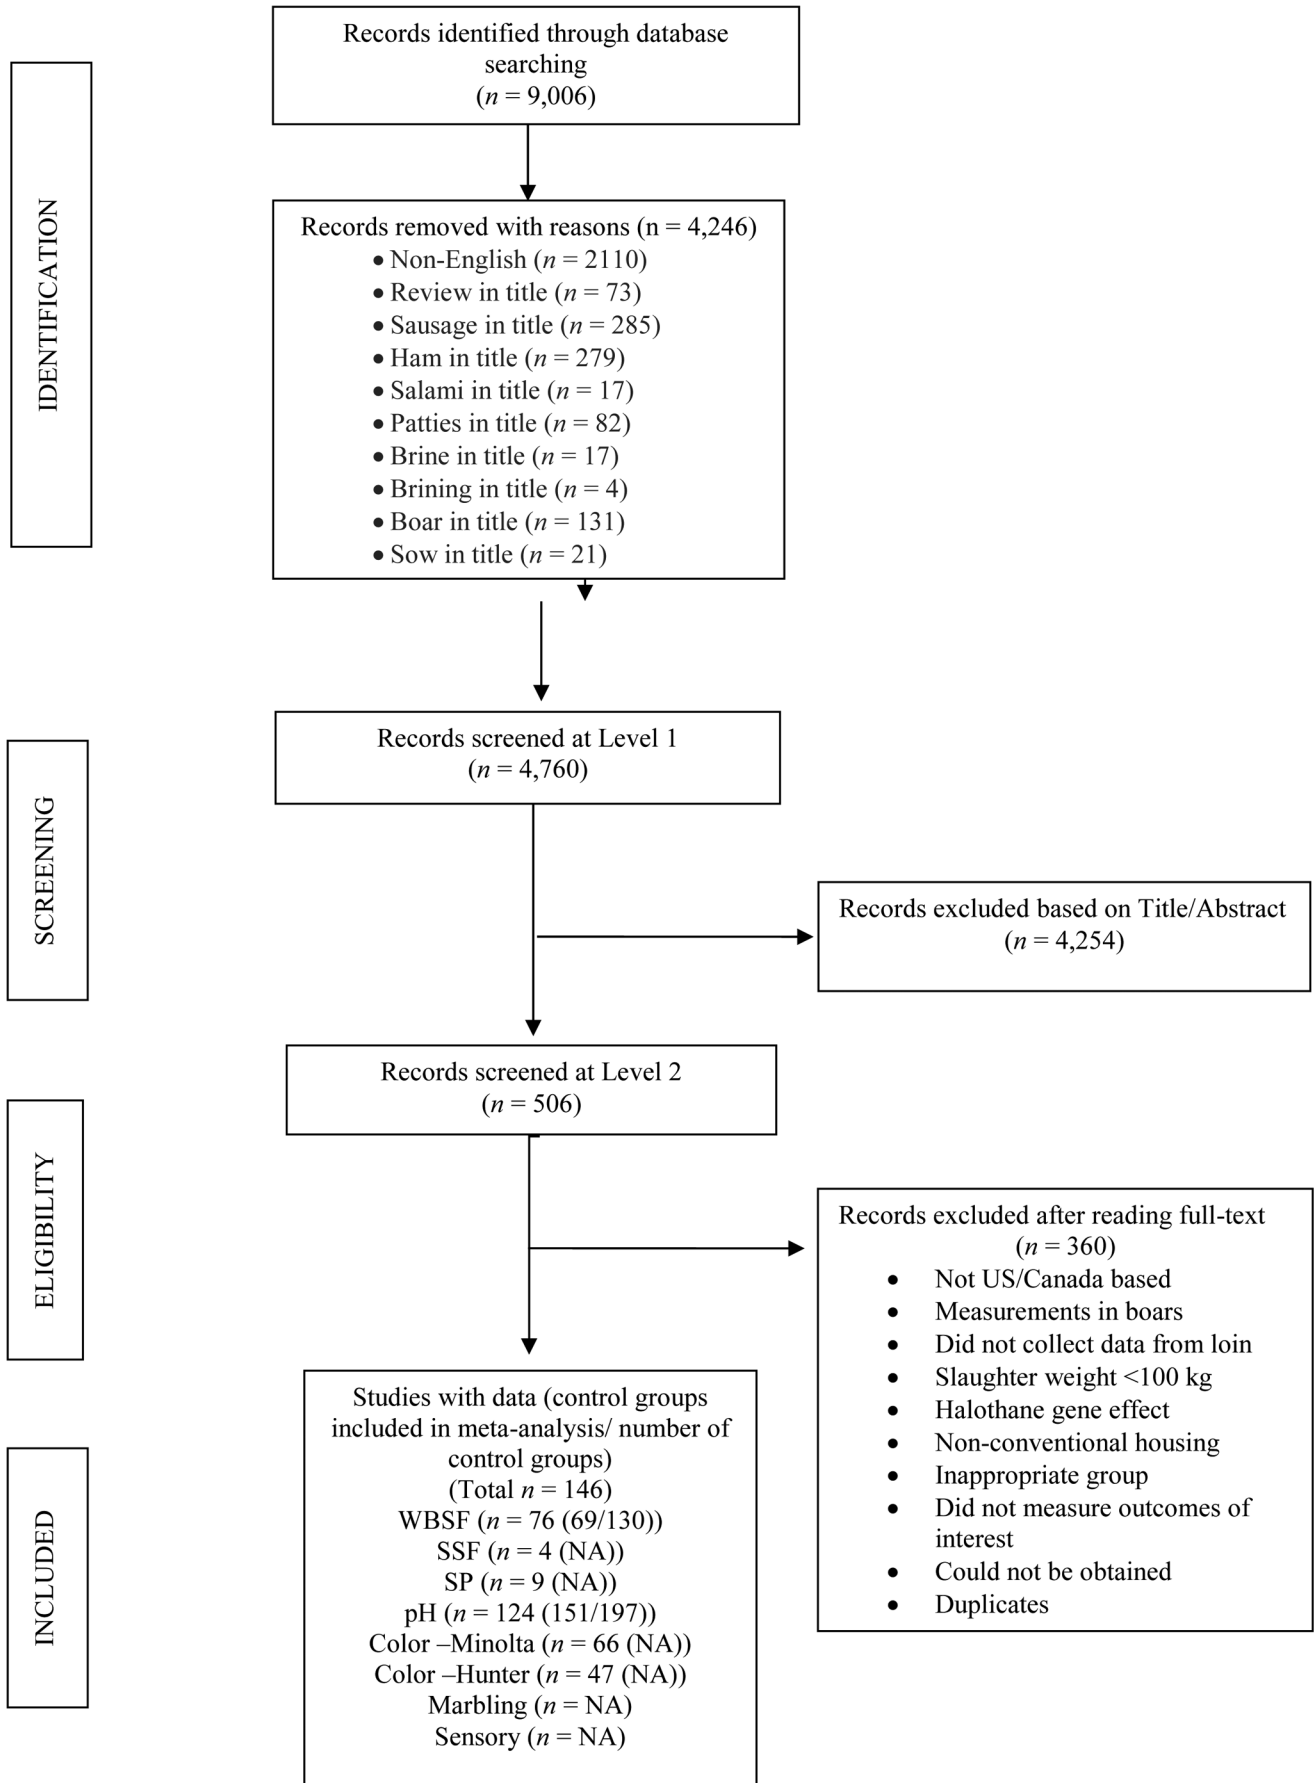 Records identified through database
searching
(n = 9,006)
IDENTIFICATION
Records removed with reasons (n = 4,246)
• Non-English (n = 2110)
• Review in title (n = 73)
• Sausage in title (n = 285)
• Ham in title (n = 279)
• Salami in title (n = 17)
• Patties in title (n = 82)
• Brine in title (n = 17)
• Brining in title (n = 4)
• Boar in title (n = 131)
• Sow in title (n = 21)
SCREENING
Records screened at Level 1
(n = 4,760)
Records excluded based on Title/Abstract
(n = 4,254)
Records screened at Level 2
(n = 506)
ELIGIBILITY
Records excluded after reading full-text
(n = 360)
• Not US/Canada based
• Measurements in boars
• Did not collect data from loin
• Slaughter weight <100 kg
• Halothane gene effect
• Non-conventional housing
• Inappropriate group
• Did not measure outcomes of
interest
• Could not be obtained
• Duplicates
INCLUDED
Studies with data (control groups
included in meta-analysis/ number of
control groups)
(Total n = 146)
WBSF (n = 76 (69/130))
SSF (n = 4 (NA))
SP (n = 9 (NA))
pH (n = 124 (151/197))
Color –Minolta (n = 66 (NA))
Color –Hunter (n = 47 (NA))
Marbling (n = NA)
Sensory (n = NA)